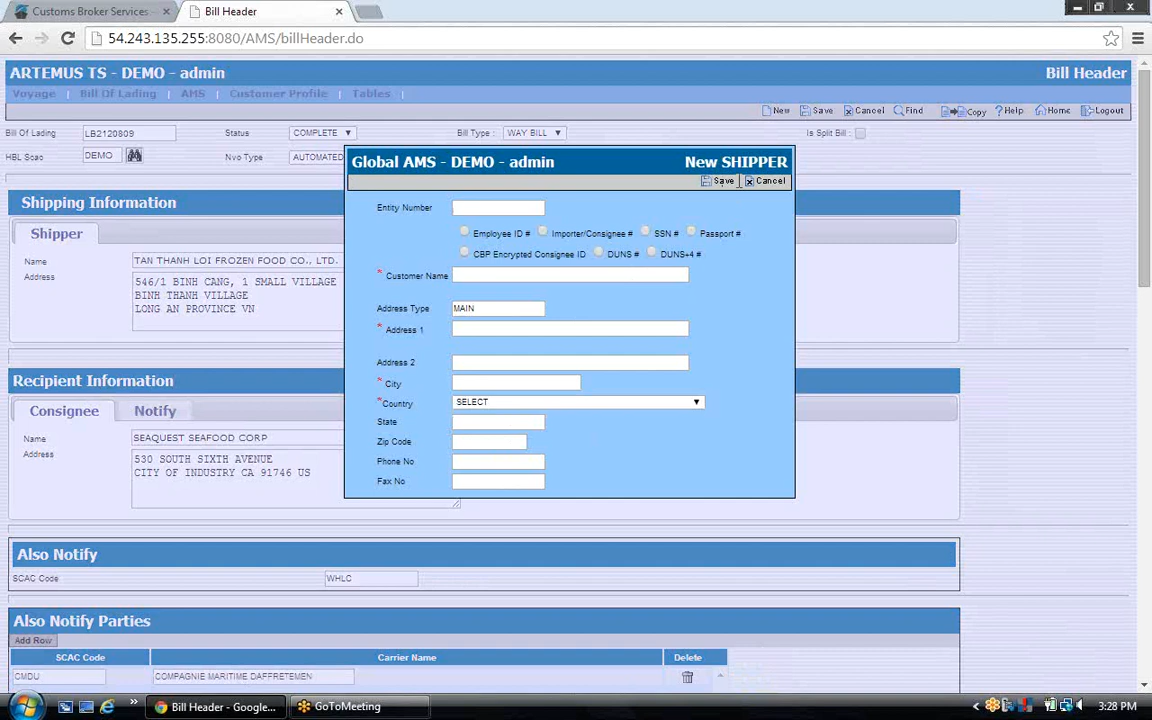 Customs Broker Services
Bill Header
54.243.135.255:8080/AMS/billHeader.do
ARTEMUS TS - DEMO - admin
Bill Header
Voyage | Bill Of Lading | AMS | Customer Profile | Tables |
New Save Cancel Find Copy Help Home Logout
Bill Of Lading LB2120809 Status COMPLETE Bill Type : WAY BILL Is Split Bill :
HBL Scac DEMO Nvo Type AUTOMATED
Global AMS - DEMO - admin New SHIPPER
Save Cancel
Entity Number
Employee ID # Importer/Consignee # SSN # Passport #
CBP Encrypted Consignee ID DUNS # DUNS+4 #
* Customer Name
Address Type MAIN
* Address 1
Address 2
* City
*Country SELECT
State
Zip Code
Phone No
Fax No
Shipping Information
Shipper
Name TAN THANH LOI FROZEN FOOD CO., LTD.
Address 546/1 BINH CANG, 1 SMALL VILLAGE
BINH THANH VILLAGE
LONG AN PROVINCE VN
Recipient Information
Consignee Notify
Name SEAQUEST SEAFOOD CORP
Address 530 SOUTH SIXTH AVENUE
CITY OF INDUSTRY CA 91746 US
Also Notify
SCAC Code WHLC
Also Notify Parties
Add Row
SCAC Code Carrier Name Delete
CMDU COMPAGNIE MARITIME DAFFRETEMEN
Bill Header - Google... GoToMeeting 3:28 PM